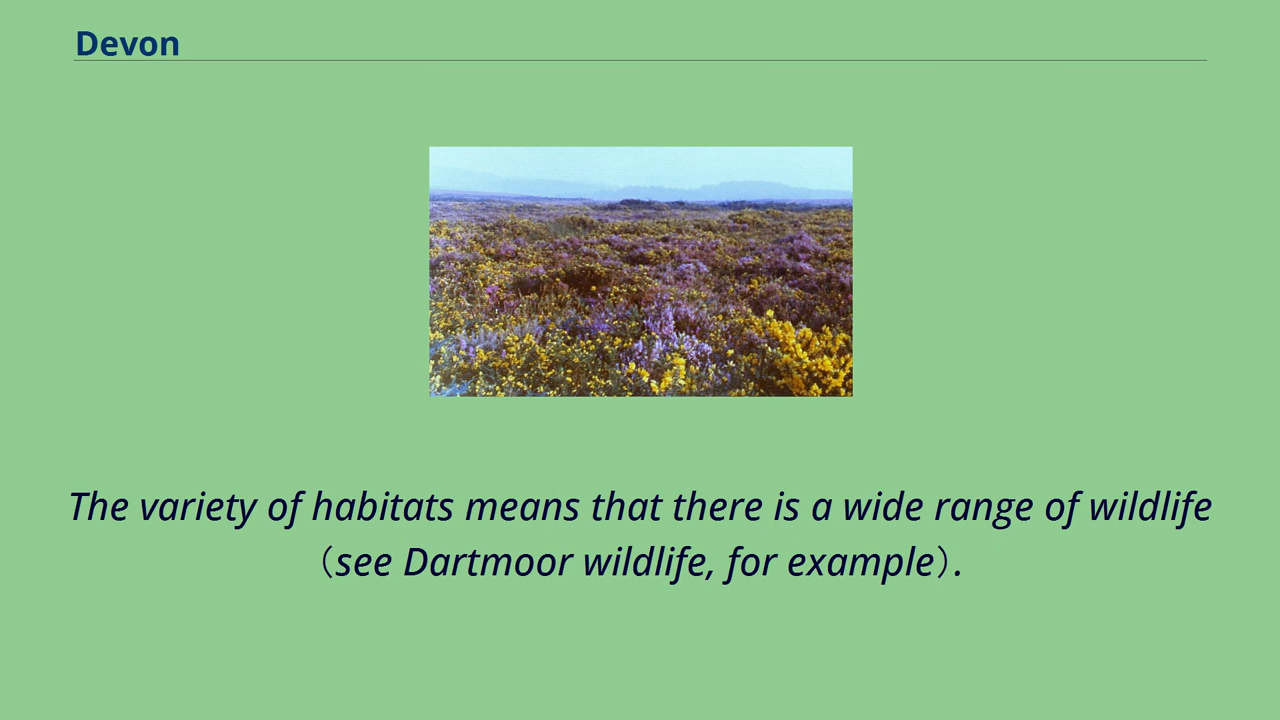 Devon
The variety of habitats means that there is a wide range of wildlife
（see Dartmoor wildlife, for example）.